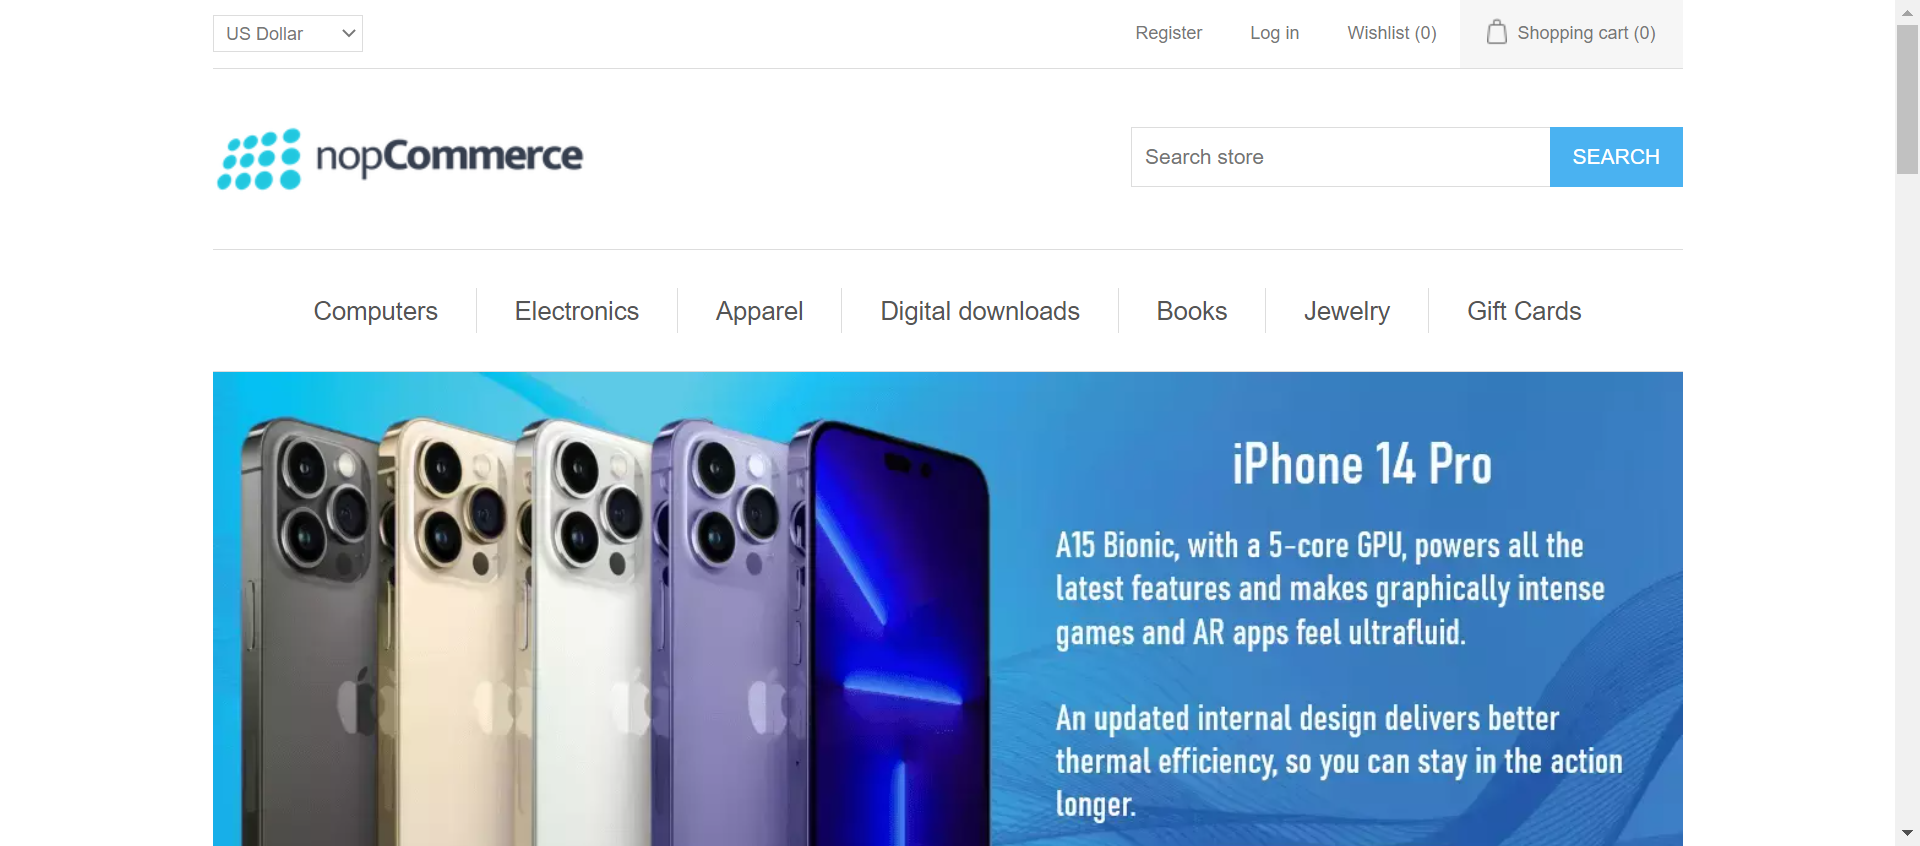 US Dollar
Register
Log in
Wishlist (0)
Shopping cart (0)
nopCommerce
Search store
SEARCH
Computers
Electronics
Apparel
Digital downloads
Books
Jewelry
Gift Cards
iPhone 14 Pro
A15 Bionic, with a 5-core GPU, powers all the
latest features and makes graphically intense
games and AR apps feel ultrafluid.
An updated internal design delivers better
thermal efficiency, so you can stay in the action
longer.